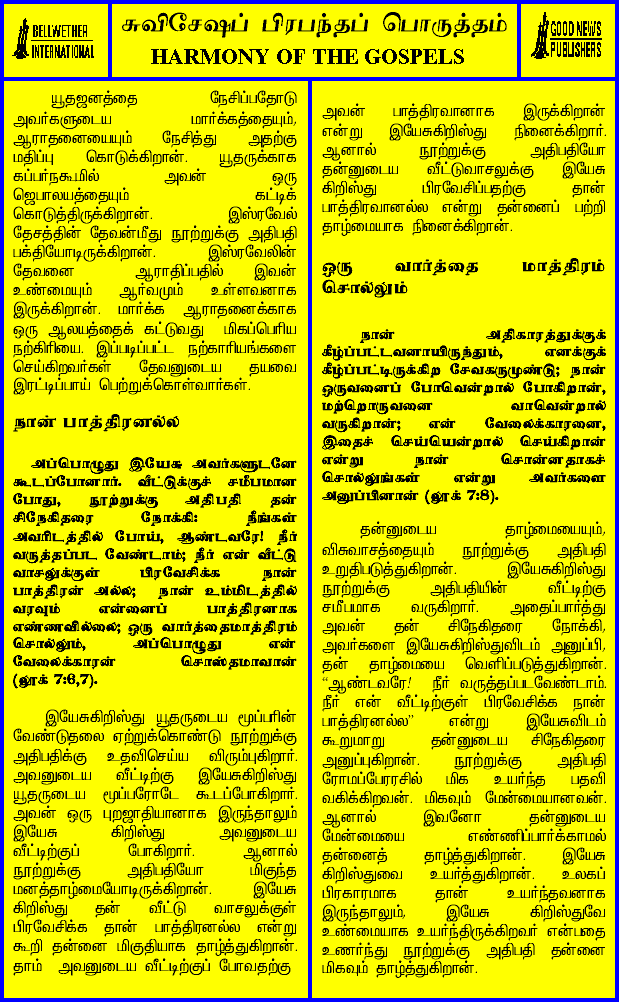 BELLWETHER
INTERNATIONAL
சுவிசேஷப் பிரபந்தப் பொருத்தம்
HARMONY OF THE GOSPELS
GOOD NEWS
PUBLISHERS
யூதஜனத்தை நேசிப்பதோடு
அவர்களுடைய மார்க்கத்தையும்,
ஆராதனையையும் நேசித்து அதற்கு
மதிப்பு கொடுக்கிறான். யூதருக்காக
கப்பர்நகூமில் அவன் ஒரு
ஜெபாலயத்தையும் கட்டிக்
கொடுத்திருக்கிறான். இஸ்ரவேல்
தேசத்தின் தேவன்மீது நூற்றுக்கு அதிபதி
பக்தியோடிருக்கிறான். இஸ்ரவேலின்
தேவனை ஆராதிப்பதில் இவன்
உண்மையும் ஆர்வமும் உள்ளவனாக
இருக்கிறான். மார்க்க ஆராதனைக்காக
ஒரு ஆலயத்தைக் கட்டுவது மிகப்பெரிய
நற்கிரியை. இப்படிப்பட்ட நற்காரியங்களை
செய்கிறவர்கள் தேவனுடைய தயவை
இரட்டிப்பாய் பெற்றுக்கொள்வார்கள்.
நான் பாத்திரனல்ல
அப்பொழுது இயேசு அவர்களுடனே
கூடப்போனார். வீட்டுக்குச் சமீபமான
போது, நூற்றுக்கு அதிபதி தன்
சிநேகிதரை நோக்கி: நீங்கள்
அவரிடத்தில் போய், ஆண்டவரே! நீர்
வருத்தப்பட வேண்டாம்; நீர் என் வீட்டு
வாசலுக்குள் பிரவேசிக்க நான்
பாத்திரன் அல்ல; நான் உம்மிடத்தில்
வரவும் என்னைப் பாத்திரனாக
எண்ணவில்லை; ஒரு வார்த்தைமாத்திரம்
சொல்லும், அப்பொழுது என்
வேலைக்காரன் சொஸ்தமாவான்
(லூக் 7:6,7).
இயேசுகிறிஸ்து யூதருடைய மூப்பரின்
வேண்டுதலை ஏற்றுக்கொண்டு நூற்றுக்கு
அதிபதிக்கு உதவிசெய்ய விரும்புகிறார்.
அவனுடைய வீட்டிற்கு இயேசுகிறிஸ்து
யூதருடைய மூப்பரோடே கூடப்போகிறார்.
அவன் ஒரு புறஜாதியானாக இருந்தாலும்
இயேசு கிறிஸ்து அவனுடைய
வீட்டிற்குப் போகிறார். ஆனால்
நூற்றுக்கு அதிபதியோ மிகுந்த
மனத்தாழ்மையோடிருக்கிறான். இயேசு
கிறிஸ்து தன் வீட்டு வாசலுக்குள்
பிரவேசிக்க தான் பாத்திரனல்ல என்று
கூறி தன்னை மிகுதியாக தாழ்த்துகிறான்.
தாம் அவனுடைய வீட்டிற்குப் போவதற்கு
அவன் பாத்திரவானாக இருக்கிறான்
என்று இயேசுகிறிஸ்து நினைக்கிறார்.
ஆனால் நூற்றுக்கு அதிபதியோ
தன்னுடைய வீட்டுவாசலுக்கு இயேசு
கிறிஸ்து பிரவேசிப்பதற்கு தான்
பாத்திரவானல்ல என்று தன்னைப் பற்றி
தாழ்மையாக நினைக்கிறான்.
ஒரு வார்த்தை மாத்திரம்
சொல்லும்
நான் அதிகாரத்துக்குக்
கீழ்ப்பட்டவனாயிருந்தும், எனக்குக்
கீழ்ப்பட்டிருக்கிற சேவகருமுண்டு; நான்
ஒருவனைப் போவென்றால் போகிறான்,
மற்றொருவனை வாவென்றால்
வருகிறான்; என் வேலைக்காரனை,
இதைச் செய்யென்றால் செய்கிறான்
என்று நான் சொன்னதாகச்
சொல்லுங்கள் என்று அவர்களை
அனுப்பினான் (லூக் 7:8).
தன்னுடைய தாழ்மையையும்,
விசுவாசத்தையும் நூற்றுக்கு அதிபதி
உறுதிபடுத்துகிறான். இயேசுகிறிஸ்து
நூற்றுக்கு அதிபதியின் வீட்டிற்கு
சமீபமாக வருகிறார். அதைப்பார்த்து
அவன் தன் சிநேகிதரை நோக்கி,
அவர்களை இயேசுகிறிஸ்துவிடம் அனுப்பி,
தன் தாழ்மையை வெளிப்படுத்துகிறான்.
“ஆண்டவரே! நீர் வருத்தப்படவேண்டாம்.
நீர் என் வீட்டிற்குள் பிரவேசிக்க நான்
பாத்திரனல்ல” என்று இயேசுவிடம்
கூறுமாறு தன்னுடைய சிநேகிதரை
அனுப்புகிறான். நூற்றுக்கு அதிபதி
ரோமப்பேரரசில் மிக உயர்ந்த பதவி
வகிக்கிறவன். மிகவும் மேன்மையானவன்.
ஆனால் இவனோ தன்னுடைய
மேன்மையை எண்ணிப்பார்க்காமல்
தன்னைத் தாழ்த்துகிறான். இயேசு
கிறிஸ்துவை உயர்த்துகிறான். உலகப்
பிரகாரமாக தான் உயர்ந்தவனாக
இருந்தாலும், இயேசு கிறிஸ்துவே
உண்மையாக உயர்ந்திருக்கிறவர் என்பதை
உணர்ந்து நூற்றுக்கு அதிபதி தன்னை
மிகவும் தாழ்த்துகிறான்.